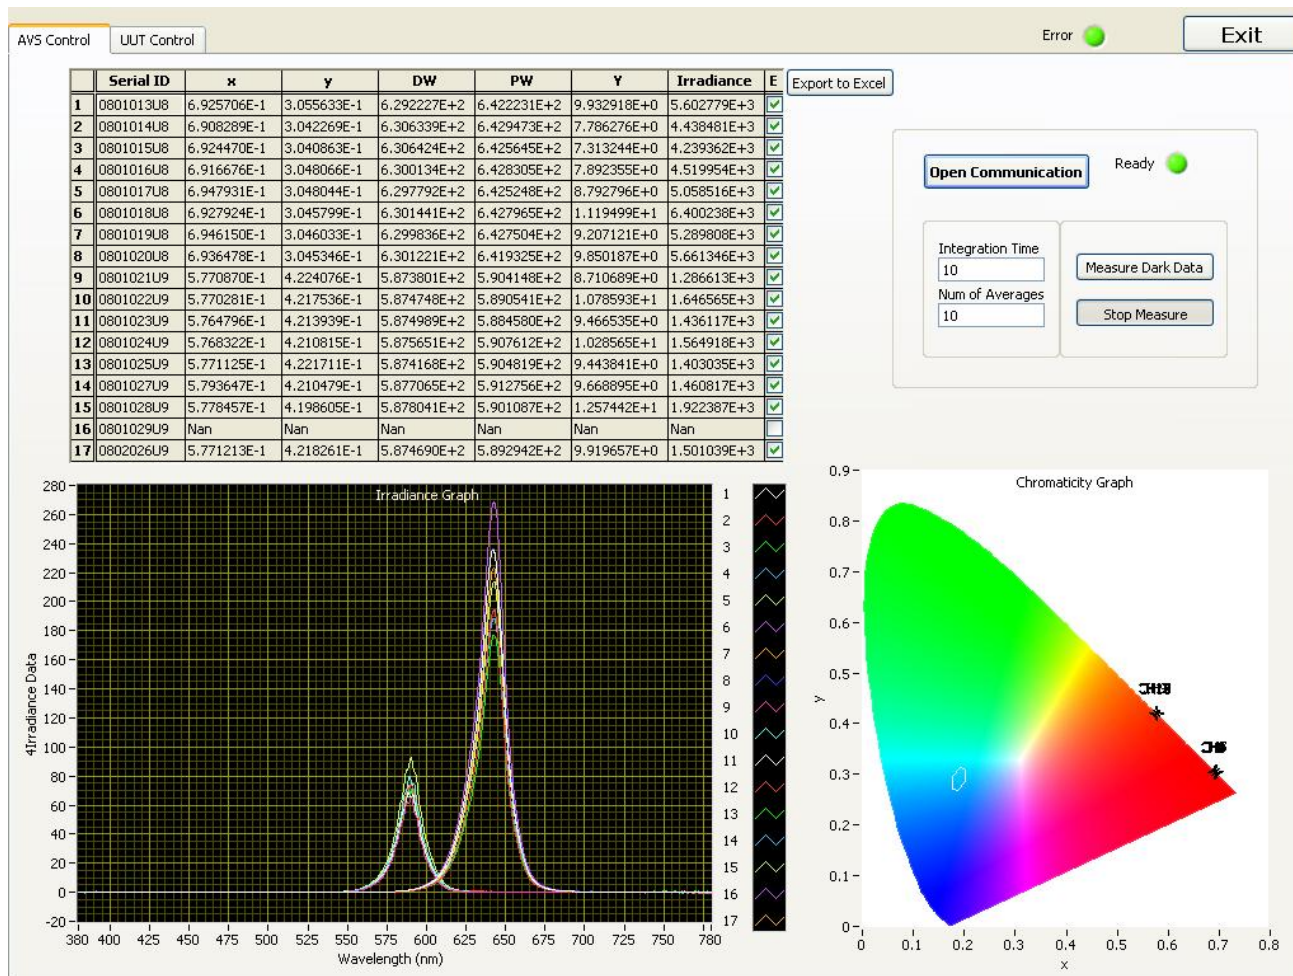 AVS Control UUT Control Error Exit
Serial ID x y DW PW Y Irradiance E Export to Excel
1 0801013U8 6.925706E-1 3.055633E-1 6.292227E+2 6.422231E+2 9.932918E+0 5.602779E+3
2 0801014U8 6.908289E-1 3.042269E-1 6.306339E+2 6.429473E+2 7.786276E+0 4.438481E+3
3 0801015U8 6.924470E-1 3.040863E-1 6.306424E+2 6.425645E+2 7.313244E+0 4.239362E+3
4 0801016U8 6.916676E-1 3.048066E-1 6.300134E+2 6.428305E+2 7.892355E+0 4.519954E+3
5 0801017U8 6.947931E-1 3.048044E-1 6.297792E+2 6.425248E+2 8.792796E+0 5.058516E+3
6 0801018U8 6.927924E-1 3.045799E-1 6.301441E+2 6.427965E+2 1.119499E+1 6.400238E+3
7 0801019U8 6.946150E-1 3.046033E-1 6.299836E+2 6.427504E+2 9.207121E+0 5.289808E+3
8 0801020U8 6.936478E-1 3.045346E-1 6.301221E+2 6.419325E+2 9.850187E+0 5.661346E+3
9 0801021U9 5.770870E-1 4.224076E-1 5.873801E+2 5.904148E+2 8.710689E+0 1.286613E+3
10 0801022U9 5.770281E-1 4.217536E-1 5.874748E+2 5.890541E+2 1.078593E+1 1.646565E+3
11 0801023U9 5.764796E-1 4.213939E-1 5.874989E+2 5.884580E+2 9.466535E+0 1.436117E+3
12 0801024U9 5.768322E-1 4.210815E-1 5.875651E+2 5.907612E+2 1.028565E+1 1.564918E+3
13 0801025U9 5.771125E-1 4.221711E-1 5.874168E+2 5.904819E+2 9.443841E+0 1.403035E+3
14 0801027U9 5.793647E-1 4.210479E-1 5.877065E+2 5.912756E+2 9.668895E+0 1.460817E+3
15 0801028U9 5.778457E-1 4.198605E-1 5.878041E+2 5.901087E+2 1.257442E+1 1.922387E+3
16 0801029U9 Nan Nan Nan Nan Nan Nan
17 0802026U9 5.771213E-1 4.218261E-1 5.874690E+2 5.892942E+2 9.919657E+0 1.501039E+3
Open Communication Ready
Integration Time
10
Num of Averages
10
Measure Dark Data
Stop Measure
Irradiance Graph
4Irradiance Data
280
260
240
220
200
180
160
140
120
100
80
60
40
20
0
-20
380 400 425 450 475 500 525 550 575 600 625 650 675 700 725 750 780
Wavelength (nm)
1
2
3
4
5
6
7
8
9
10
11
12
13
14
15
16
17
Chromaticity Graph
y
0.9
0.8
0.7
0.6
0.5
0.4
0.3
0.2
0.1
0
0 0.1 0.2 0.3 0.4 0.5 0.6 0.7 0.8
x